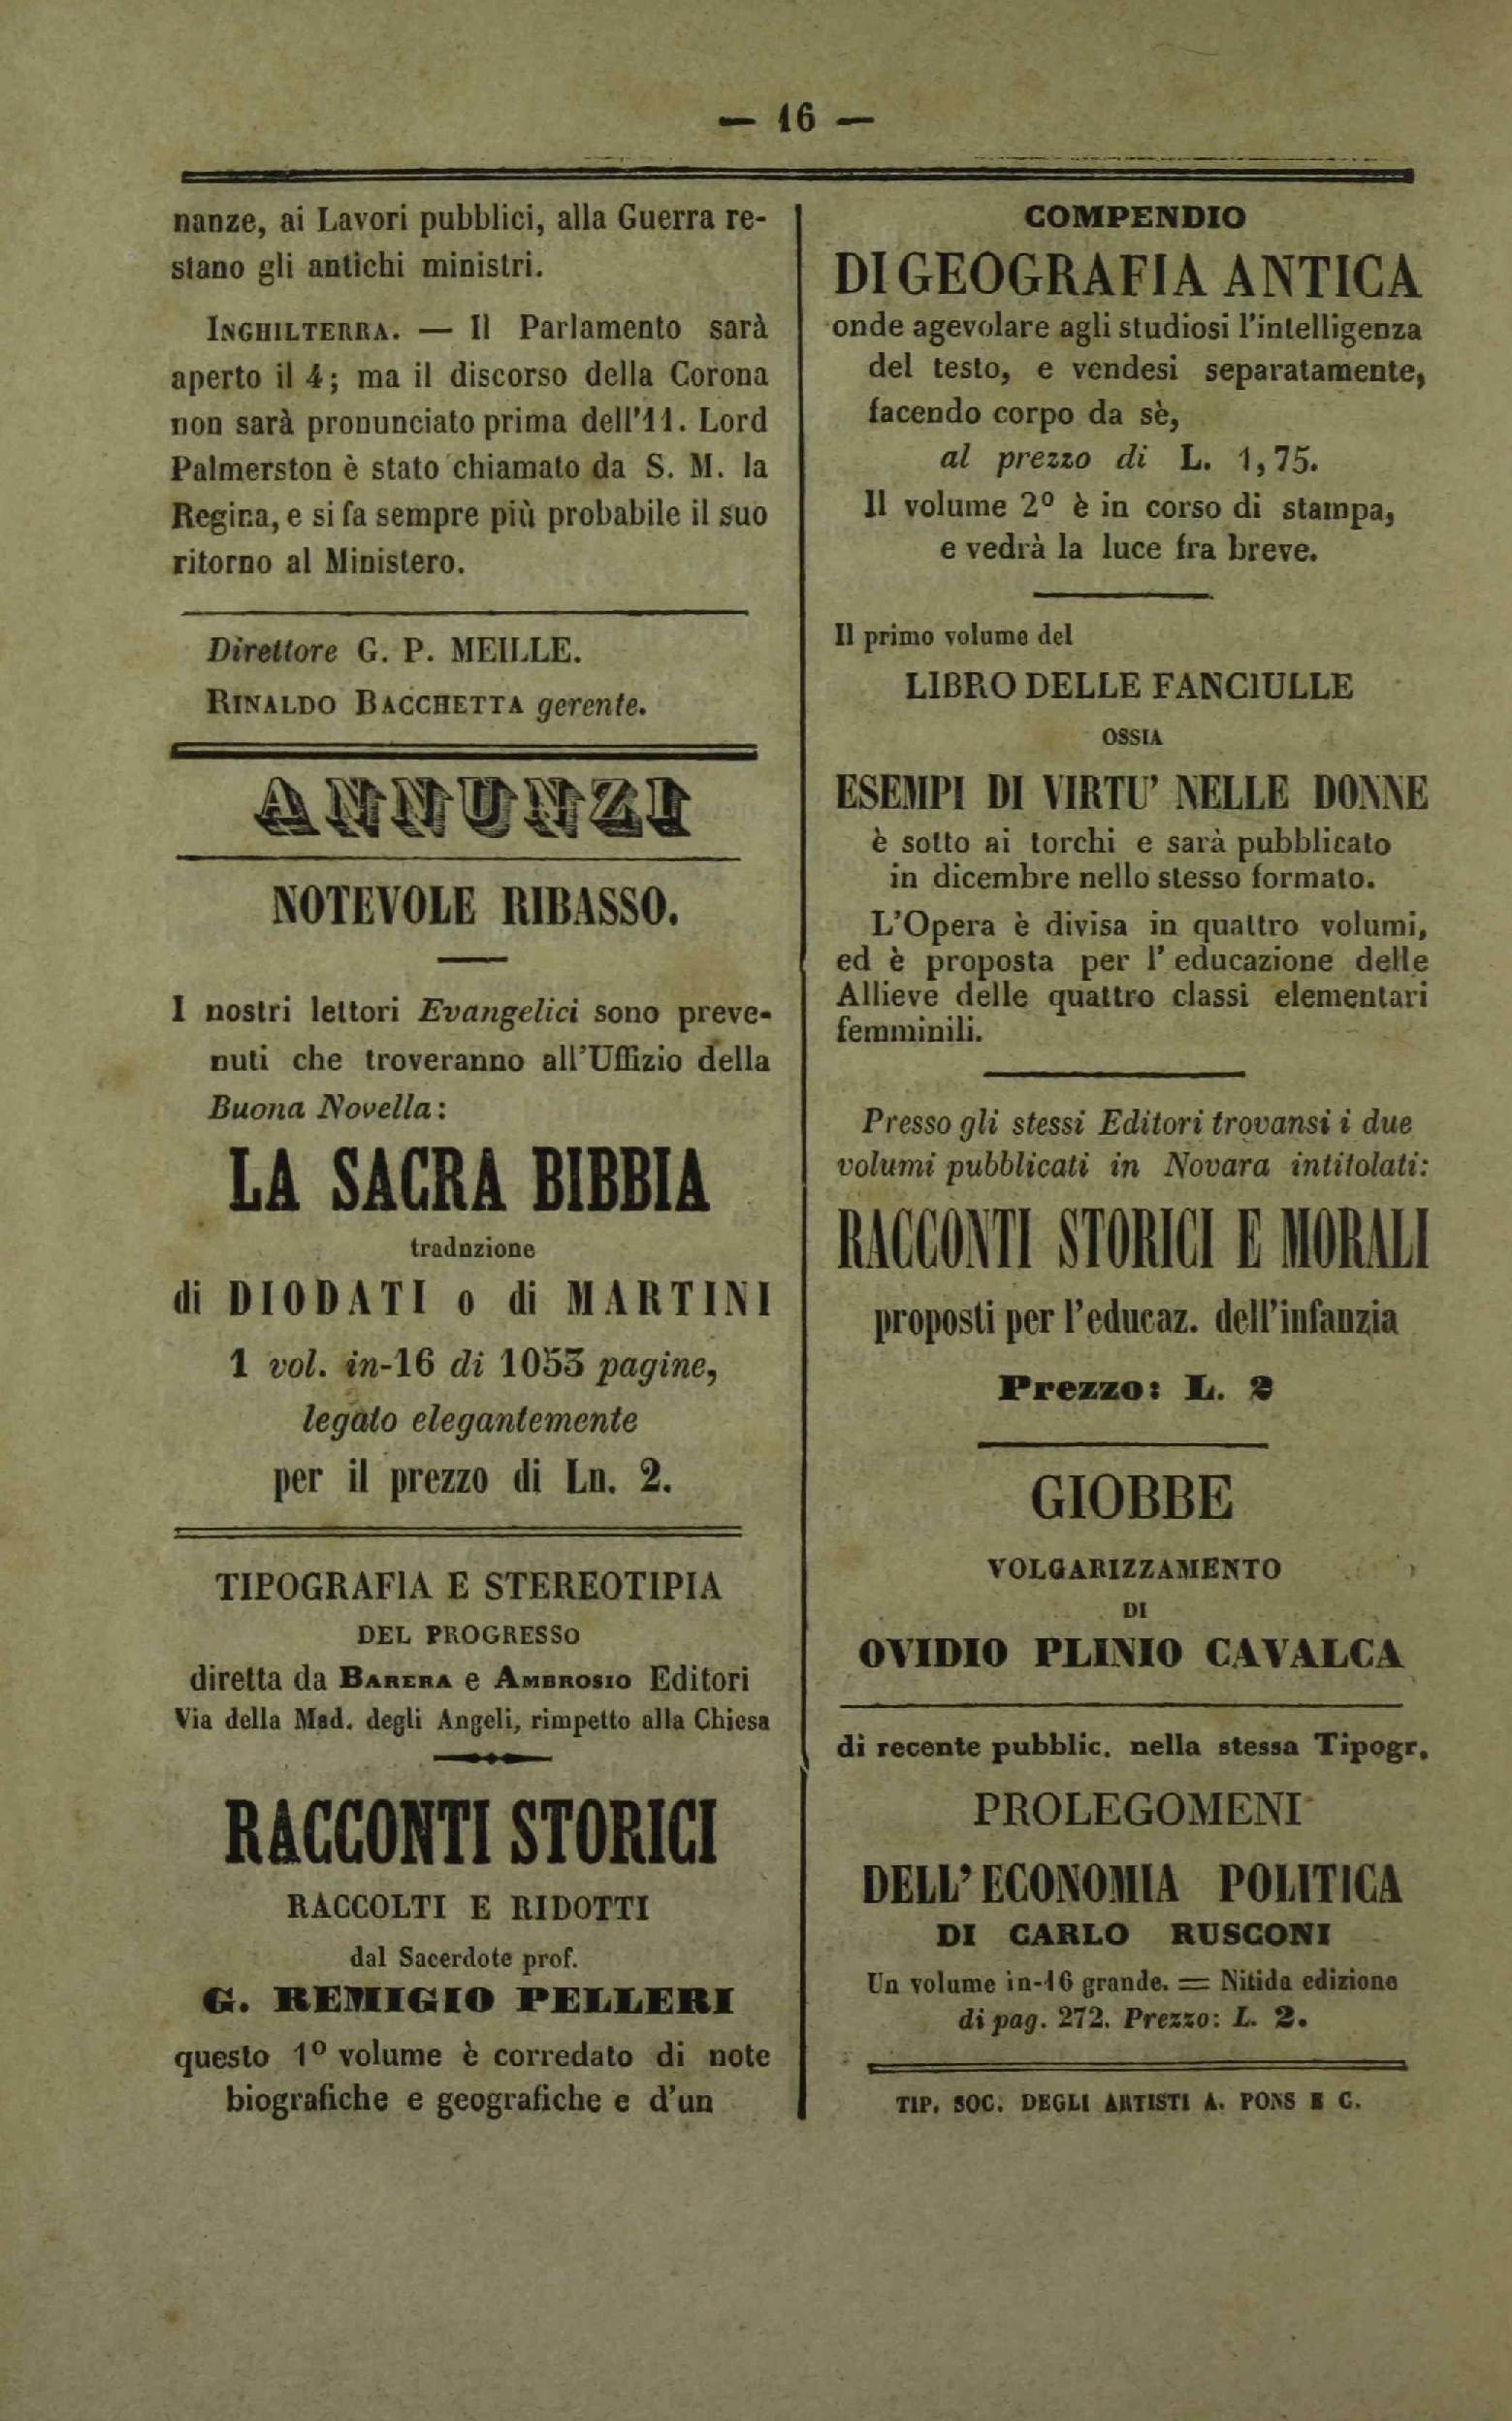 — 16 —
nanze, ai Lavori pubblici, alla Guerra re-
stano gli antichi ministri.
INGHILTERRA. — Il Parlamento sarà
aperto il 4; ma il discorso della Corona
non sarà pronunciato prima dell'11. Lord
Palmerston è stato chiamato da S. M. la
Regina, e si fa sempre più probabile il suo
ritorno al Ministero.
Direttore G. P. MEILLE.
RINALDO BACCHETTA gerente.
ANNUNZI
NOTEVOLE RIBASSO.
I nostri lettori Evangelici sono preve-
nuti che troveranno all'Uffizio della
Buona Novella:
LA SACRA BIBBIA
tradnzione
di DIODATI o di MARTINI
1 vol. in-16 di 1053 pagine,
legato elegantemente
per il prezzo di Ln. 2.
TIPOGRAFIA E STEREOTIPIA
DEL PROGRESSO
diretta da BARERA e AMBROSIO Editori
Via della Mad. degli Angeli, rimpetto alla Chiesa
RACCONTI STORICI
RACCOLTI E RIDOTTI
dal Sacerdote prof.
G. REMIGIO PELLERI
questo 1º volume è corredato di note
biografiche e geografiche e d'un
COMPENDIO
DI GEOGRAFIA ANTICA
onde agevolare agli studiosi l'intelligenza
del testo, e vendesi separatamente,
facendo corpo da sè,
al prezzo di L. 1,75.
Il volume 2º è in corso di stampa,
e vedrà la luce fra breve.
Il primo volume del
LIBRO DELLE FANCIULLE
OSSIA
ESEMPI DI VIRTU' NELLE DONNE
è sotto ai torchi e sarà pubblicato
in dicembre nello stesso formato.
L'Opera è divisa in quattro volumi,
ed è proposta per l' educazione delle
Allieve delle quattro classi elementari
femminili.
Presso gli stessi Editori trovansi i due
volumi pubblicati in Novara intitolati:
RACCONTI STORICI E MORALI
proposti per l'educaz. dell'infanzia
Prezzo: L. 2
GIOBBE
VOLGARIZZAMENTO
DI
OVIDIO PLINIO CAVALCA
di recente pubblic. nella stessa Tipogr.
PROLEGOMENI
DELL'ECONOMIA POLITICA
DI CARLO RUSCONI
Un volume in-16 grande. = Nitida edizione
di pag. 272. Prezzo: L. 2.
TIP. SOC. DEGLI ARTISTI A. PONS E C.